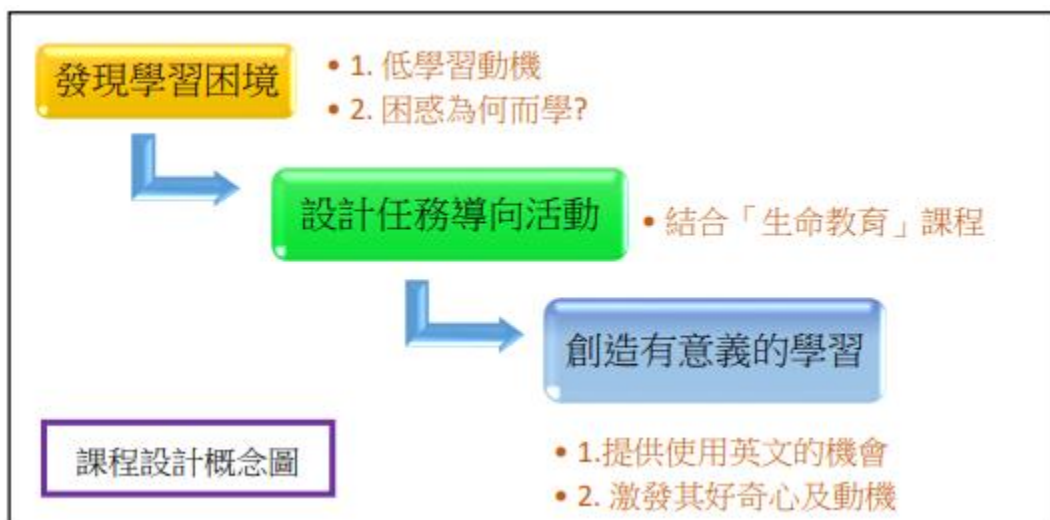 發現學習困境
• 1. 低學習動機
• 2. 困惑為何而學?
設計任務導向活動
• 結合「生命教育」課程
創造有意義的學習
• 1.提供使用英文的機會
• 2. 激發其好奇心及動機
課程設計概念圖